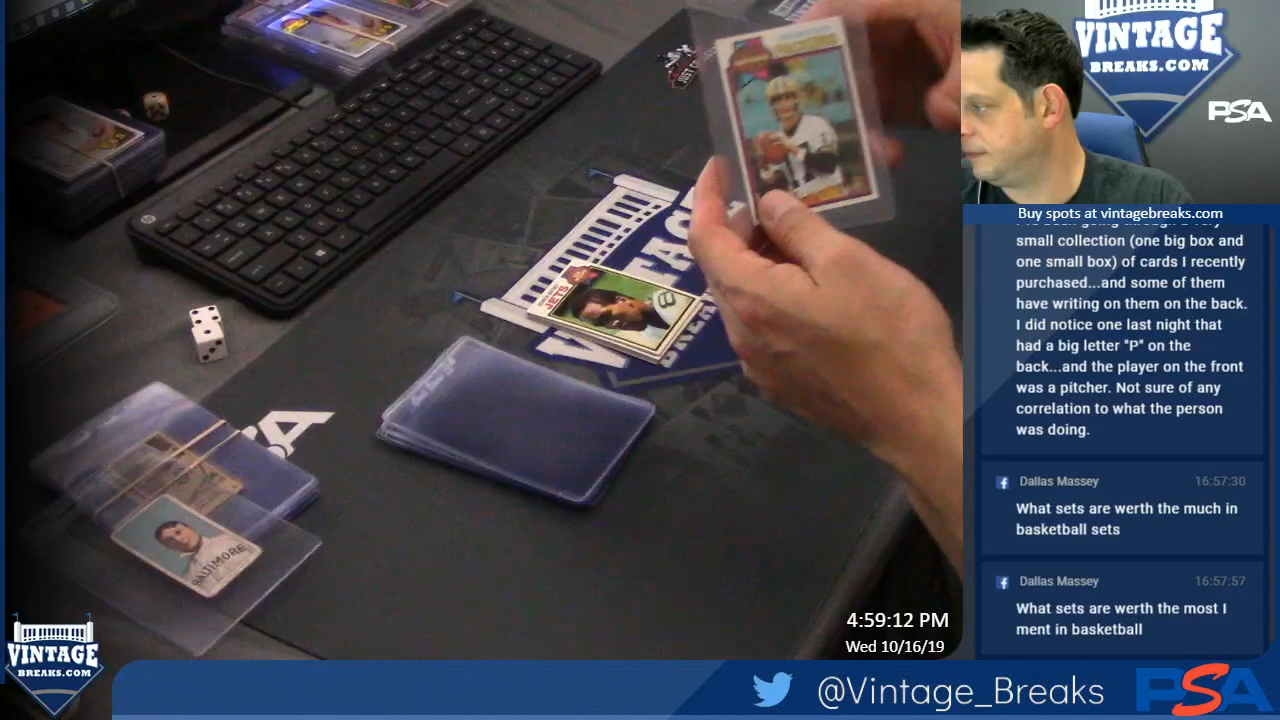 VINTAGE
BREAKS.COM
PSA
Buy spots at vintagebreaks.com
small collection (one big box and
one small box) of cards I recently
purchased...and some of them
have writing on them on the back.
I did notice one last night that
had a big letter "P" on the
back...and the player on the front
was a pitcher. Not sure of any
correlation to what the person
was doing.
Dallas Massey 16:57:30
What sets are worth the much in
basketball sets
Dallas Massey 16:57:57
What sets are worth the most I
ment in basketball
JETS
BALTIMORE
4:59:12 PM
Wed 10/16/19
VINTAGE
BREAKS.COM
@Vintage_Breaks
PSA